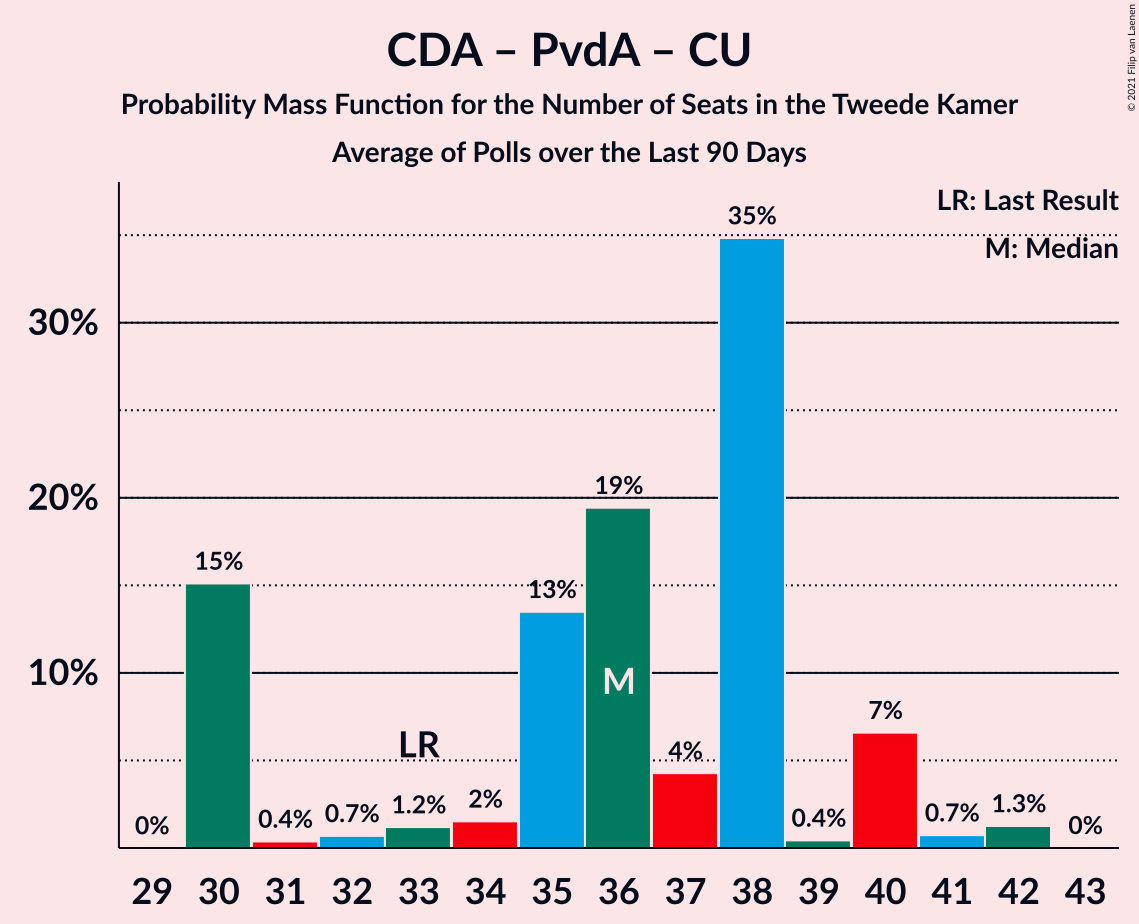 CDA – PvdA – CU
Probability Mass Function for the Number of Seats in the Tweede Kamer
Average of Polls over the Last 90 Days
© 2021 Filip van Laenen
LR: Last Result
M: Median
30%
20%
10%
0%
15%
0.4%
0.7%
1.2%
2%
13%
19%
4%
35%
0.4%
7%
0.7%
1.3%
0%
LR
M
29 30 31 32 33 34 35 36 37 38 39 40 41 42 43